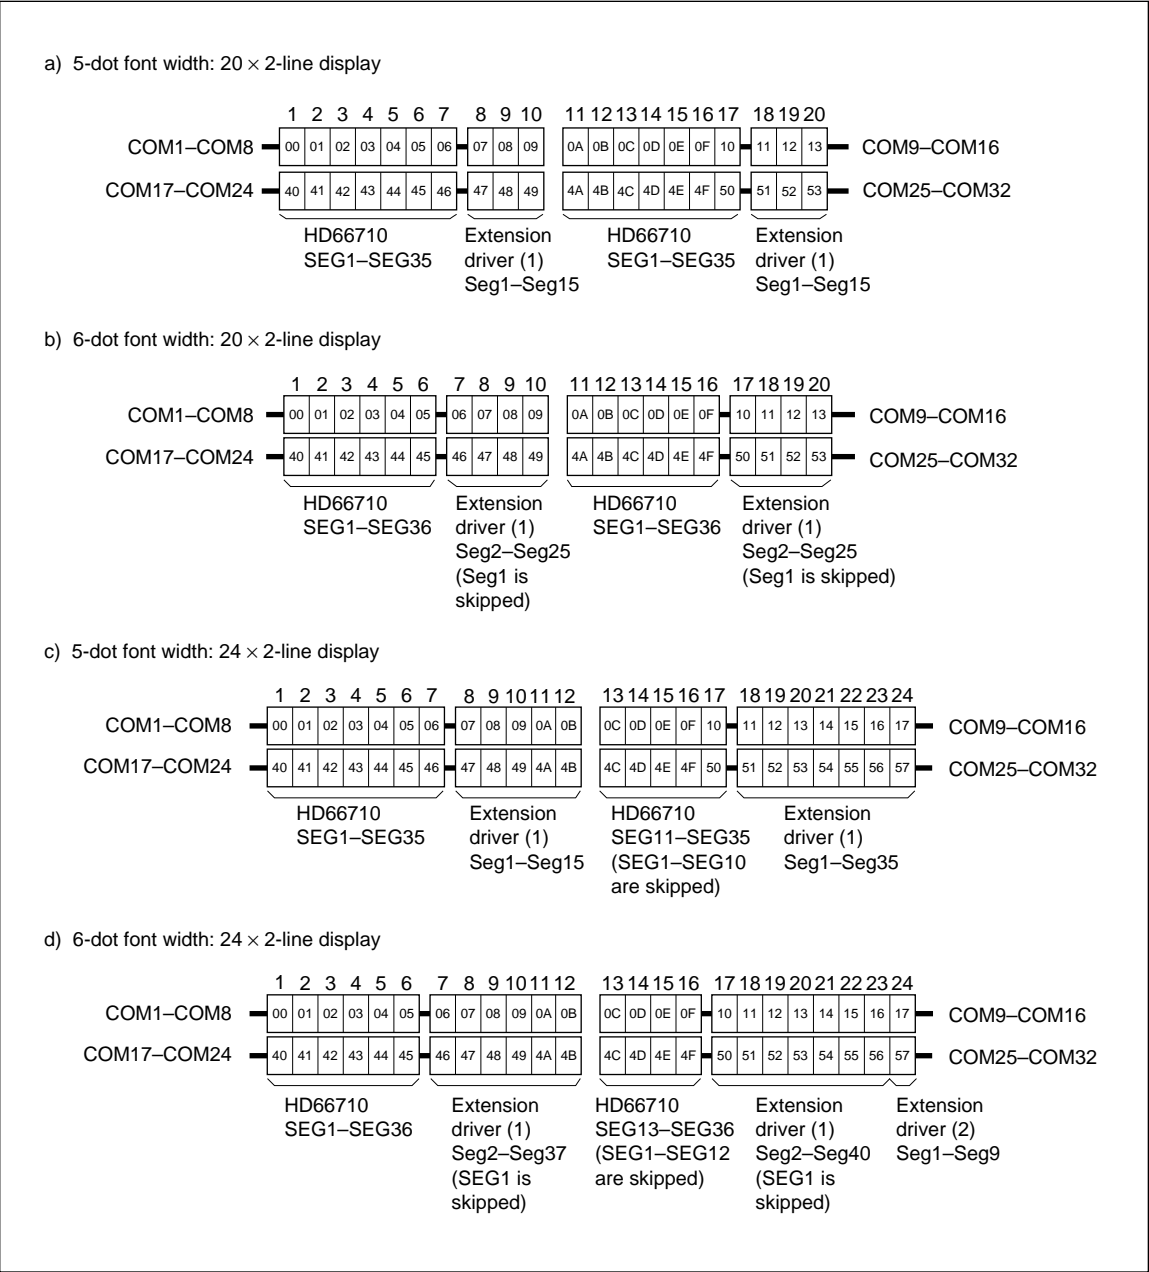 a) 5-dot font width: 20 × 2-line display
1 2 3 4 5 6 7 8 9 10 11 12 13 14 15 16 17 18 19 20
COM1–COM8 00 01 02 03 04 05 06 07 08 09 0A 0B 0C 0D 0E 0F 10 11 12 13 COM9–COM16
COM17–COM24 40 41 42 43 44 45 46 47 48 49 4A 4B 4C 4D 4E 4F 50 51 52 53 COM25–COM32
HD66710 Extension HD66710 Extension
SEG1–SEG35 driver (1) SEG1–SEG35 driver (1)
Seg1–Seg15 Seg1–Seg15
b) 6-dot font width: 20 × 2-line display
1 2 3 4 5 6 7 8 9 10 11 12 13 14 15 16 17 18 19 20
COM1–COM8 00 01 02 03 04 05 06 07 08 09 0A 0B 0C 0D 0E 0F 10 11 12 13 COM9–COM16
COM17–COM24 40 41 42 43 44 45 46 47 48 49 4A 4B 4C 4D 4E 4F 50 51 52 53 COM25–COM32
HD66710 Extension HD66710 Extension
SEG1–SEG36 driver (1) SEG1–SEG36 driver (1)
Seg2–Seg25 Seg2–Seg25
(Seg1 is (Seg1 is skipped)
skipped)
c) 5-dot font width: 24 × 2-line display
1 2 3 4 5 6 7 8 9 10 11 12 13 14 15 16 17 18 19 20 21 22 23 24
COM1–COM8 00 01 02 03 04 05 06 07 08 09 0A 0B 0C 0D 0E 0F 10 11 12 13 14 15 16 17 COM9–COM16
COM17–COM24 40 41 42 43 44 45 46 47 48 49 4A 4B 4C 4D 4E 4F 50 51 52 53 54 55 56 57 COM25–COM32
HD66710 Extension HD66710 Extension
SEG1–SEG35 driver (1) SEG11–SEG35 driver (1)
Seg1–Seg15 (SEG1–SEG10 Seg1–Seg35
are skipped)
d) 6-dot font width: 24 × 2-line display
1 2 3 4 5 6 7 8 9 10 11 12 13 14 15 16 17 18 19 20 21 22 23 24
COM1–COM8 00 01 02 03 04 05 06 07 08 09 0A 0B 0C 0D 0E 0F 10 11 12 13 14 15 16 17 COM9–COM16
COM17–COM24 40 41 42 43 44 45 46 47 48 49 4A 4B 4C 4D 4E 4F 50 51 52 53 54 55 56 57 COM25–COM32
HD66710 Extension HD66710 Extension Extension
SEG1–SEG36 driver (1) SEG13–SEG36 driver (1) driver (2)
Seg2–Seg37 (SEG1–SEG12 Seg2–Seg40 Seg1–Seg9
(SEG1 is are skipped) (SEG1 is
skipped) skipped)